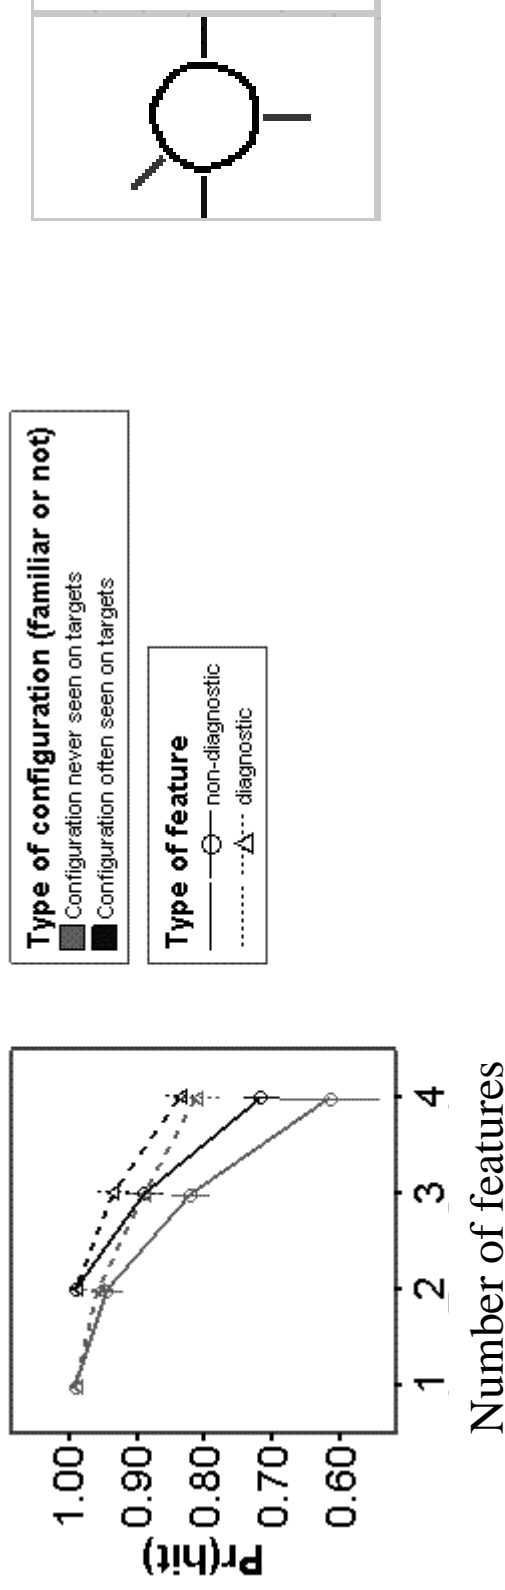 1.00
0.90
0.80
0.70
0.60
Pr(hit)
1 2 3 4
Number of features
Type of configuration (familiar or not)
Configuration never seen on targets
Configuration often seen on targets
Type of feature
non-diagnostic
diagnostic